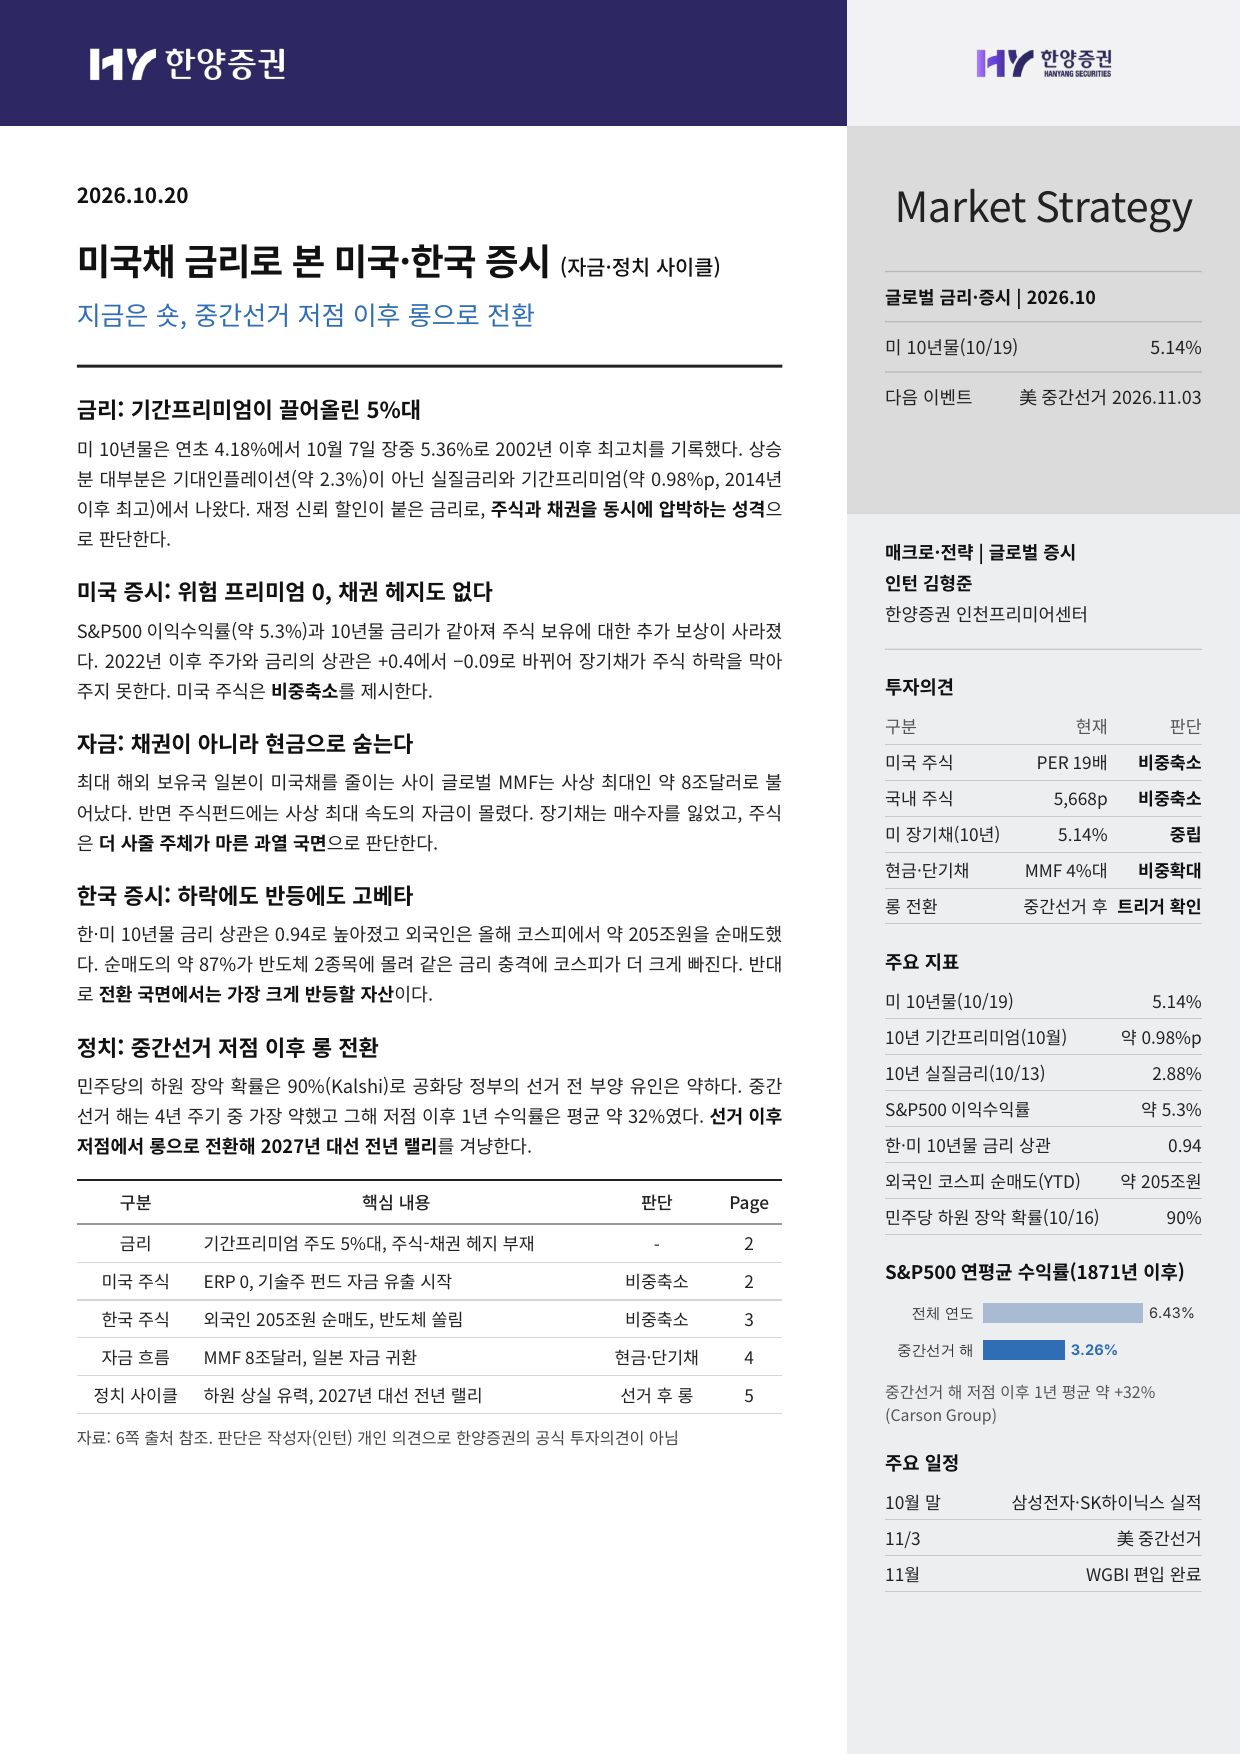 HY 한양증권
HY 한양증권
HANYANG SECURITIES
2026.10.20
미국채 금리로 본 미국·한국 증시 (자금·정치 사이클)
지금은 숏, 중간선거 저점 이후 롱으로 전환
금리: 기간프리미엄이 끌어올린 5%대
미 10년물은 연초 4.18%에서 10월 7일 장중 5.36%로 2002년 이후 최고치를 기록했다. 상승
분 대부분은 기대인플레이션(약 2.3%)이 아닌 실질금리와 기간프리미엄(약 0.98%p, 2014년
이후 최고)에서 나왔다. 재정 신뢰 할인이 붙은 금리로, 주식과 채권을 동시에 압박하는 성격으
로 판단한다.
미국 증시: 위험 프리미엄 0, 채권 헤지도 없다
S&P500 이익수익률(약 5.3%)과 10년물 금리가 같아져 주식 보유에 대한 추가 보상이 사라졌
다. 2022년 이후 주가와 금리의 상관은 +0.4에서 −0.09로 바뀌어 장기채가 주식 하락을 막아
주지 못한다. 미국 주식은 비중축소를 제시한다.
자금: 채권이 아니라 현금으로 숨는다
최대 해외 보유국 일본이 미국채를 줄이는 사이 글로벌 MMF는 사상 최대인 약 8조달러로 불
어났다. 반면 주식펀드에는 사상 최대 속도의 자금이 몰렸다. 장기채는 매수자를 잃었고, 주식
은 더 사줄 주체가 마른 과열 국면으로 판단한다.
한국 증시: 하락에도 반등에도 고베타
한·미 10년물 금리 상관은 0.94로 높아졌고 외국인은 올해 코스피에서 약 205조원을 순매도했
다. 순매도의 약 87%가 반도체 2종목에 몰려 같은 금리 충격에 코스피가 더 크게 빠진다. 반대
로 전환 국면에서는 가장 크게 반등할 자산이다.
정치: 중간선거 저점 이후 롱 전환
민주당의 하원 장악 확률은 90%(Kalshi)로 공화당 정부의 선거 전 부양 유인은 약하다. 중간
선거 해는 4년 주기 중 가장 약했고 그해 저점 이후 1년 수익률은 평균 약 32%였다. 선거 이후
저점에서 롱으로 전환해 2027년 대선 전년 랠리를 겨냥한다.
구분 핵심 내용 판단 Page
금리 기간프리미엄 주도 5%대, 주식-채권 헤지 부재 - 2
미국 주식 ERP 0, 기술주 펀드 자금 유출 시작 비중축소 2
한국 주식 외국인 205조원 순매도, 반도체 쏠림 비중축소 3
자금 흐름 MMF 8조달러, 일본 자금 귀환 현금·단기채 4
정치 사이클 하원 상실 유력, 2027년 대선 전년 랠리 선거 후 롱 5
자료: 6쪽 출처 참조. 판단은 작성자(인턴) 개인 의견으로 한양증권의 공식 투자의견이 아님
Market Strategy
글로벌 금리·증시 | 2026.10
미 10년물(10/19) 5.14%
다음 이벤트 美 중간선거 2026.11.03
매크로·전략 | 글로벌 증시
인턴 김형준
한양증권 인천프리미어센터
투자의견
구분 현재 판단
미국 주식 PER 19배 비중축소
국내 주식 5,668p 비중축소
미 장기채(10년) 5.14% 중립
현금·단기채 MMF 4%대 비중확대
롱 전환 중간선거 후 트리거 확인
주요 지표
미 10년물(10/19) 5.14%
10년 기간프리미엄(10월) 약 0.98%p
10년 실질금리(10/13) 2.88%
S&P500 이익수익률 약 5.3%
한·미 10년물 금리 상관 0.94
외국인 코스피 순매도(YTD) 약 205조원
민주당 하원 장악 확률(10/16) 90%
S&P500 연평균 수익률(1871년 이후)
전체 연도 6.43%
중간선거 해 3.26%
중간선거 해 저점 이후 1년 평균 약 +32%
(Carson Group)
주요 일정
10월 말 삼성전자·SK하이닉스 실적
11/3 美 중간선거
11월 WGBI 편입 완료